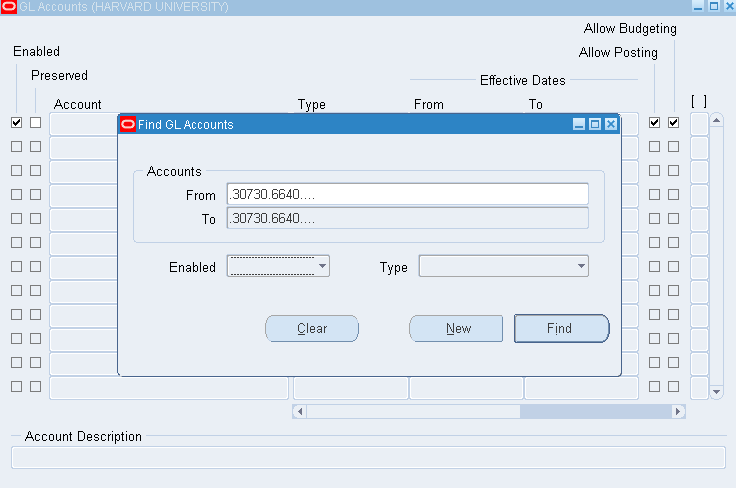 GL Accounts (HARVARD UNIVERSITY)
Allow Budgeting
Enabled
Allow Posting
Preserved
Effective Dates
Account
Type
From
To
[ ]
Find GL Accounts
Accounts
From
.30730.6640....
To
.30730.6640....
Enabled
Type
Clear
New
Find
Account Description